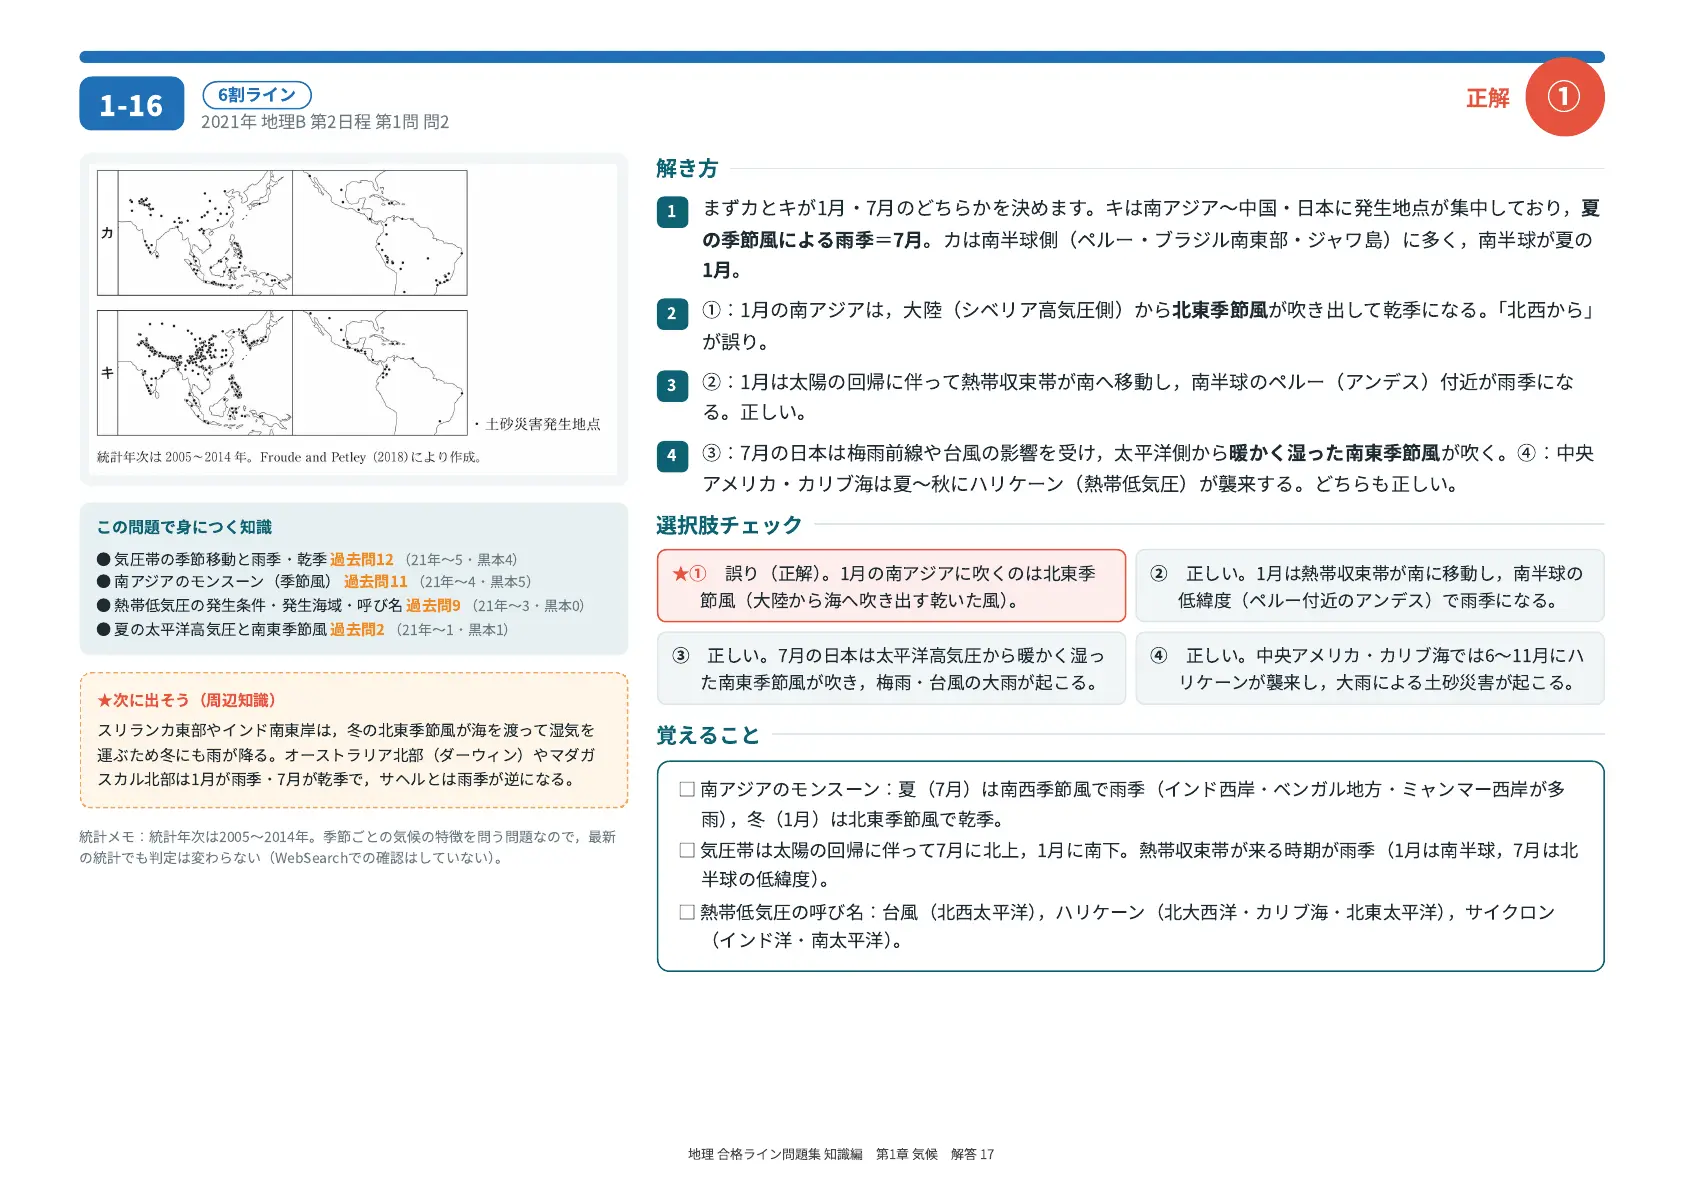 1-16
6割ライン
2021年 地理B 第2日程 第1問 問2
正解 ①
カ
キ
・土砂災害発生地点
統計年次は 2005～2014 年。Froude and Petley (2018)により作成。
この問題で身につく知識
●気圧帯の季節移動と雨季・乾季 過去問12 （21年～5・黒本4）
●南アジアのモンスーン（季節風） 過去問11 （21年～4・黒本5）
●熱帯低気圧の発生条件・発生海域・呼び名 過去問9 （21年～3・黒本0）
●夏の太平洋高気圧と南東季節風 過去問2 （21年～1・黒本1）
★次に出そう（周辺知識）
スリランカ東部やインド南東岸は，冬の北東季節風が海を渡って湿気を
運ぶため冬にも雨が降る。オーストラリア北部（ダーウィン）やマダガ
スカル北部は1月が雨季・7月が乾季で，サヘルとは雨季が逆になる。
統計メモ：統計年次は2005～2014年。季節ごとの気候の特徴を問う問題なので，最新
の統計でも判定は変わらない（WebSearchでの確認はしていない）。
解き方
1 まずカとキが1月・7月のどちらかを決めます。キは南アジア～中国・日本に発生地点が集中しており，夏
の季節風による雨季＝7月。カは南半球側（ペルー・ブラジル南東部・ジャワ島）に多く，南半球が夏の
1月。
2 ①：1月の南アジアは，大陸（シベリア高気圧側）から北東季節風が吹き出して乾季になる。「北西から」
が誤り。
3 ②：1月は太陽の回帰に伴って熱帯収束帯が南へ移動し，南半球のペルー（アンデス）付近が雨季にな
る。正しい。
4 ③：7月の日本は梅雨前線や台風の影響を受け，太平洋側から暖かく湿った南東季節風が吹く。④：中央
アメリカ・カリブ海は夏～秋にハリケーン（熱帯低気圧）が襲来する。どちらも正しい。
選択肢チェック
★① 誤り（正解）。1月の南アジアに吹くのは北東季
節風（大陸から海へ吹き出す乾いた風）。
② 正しい。1月は熱帯収束帯が南に移動し，南半球の
低緯度（ペルー付近のアンデス）で雨季になる。
③ 正しい。7月の日本は太平洋高気圧から暖かく湿っ
た南東季節風が吹き，梅雨・台風の大雨が起こる。
④ 正しい。中央アメリカ・カリブ海では6～11月にハ
リケーンが襲来し，大雨による土砂災害が起こる。
覚えること
□ 南アジアのモンスーン：夏（7月）は南西季節風で雨季（インド西岸・ベンガル地方・ミャンマー西岸が多
雨），冬（1月）は北東季節風で乾季。
□ 気圧帯は太陽の回帰に伴って7月に北上，1月に南下。熱帯収束帯が来る時期が雨季（1月は南半球，7月は北
半球の低緯度）。
□ 熱帯低気圧の呼び名：台風（北西太平洋），ハリケーン（北大西洋・カリブ海・北東太平洋），サイクロン
（インド洋・南太平洋）。
地理 合格ライン問題集 知識編 第1章 気候 解答 17